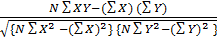 N ∑ XY−(∑ X) (∑ Y)
√{N ∑ X² −(∑ X)²}{N ∑ Y²−(∑ Y)² }